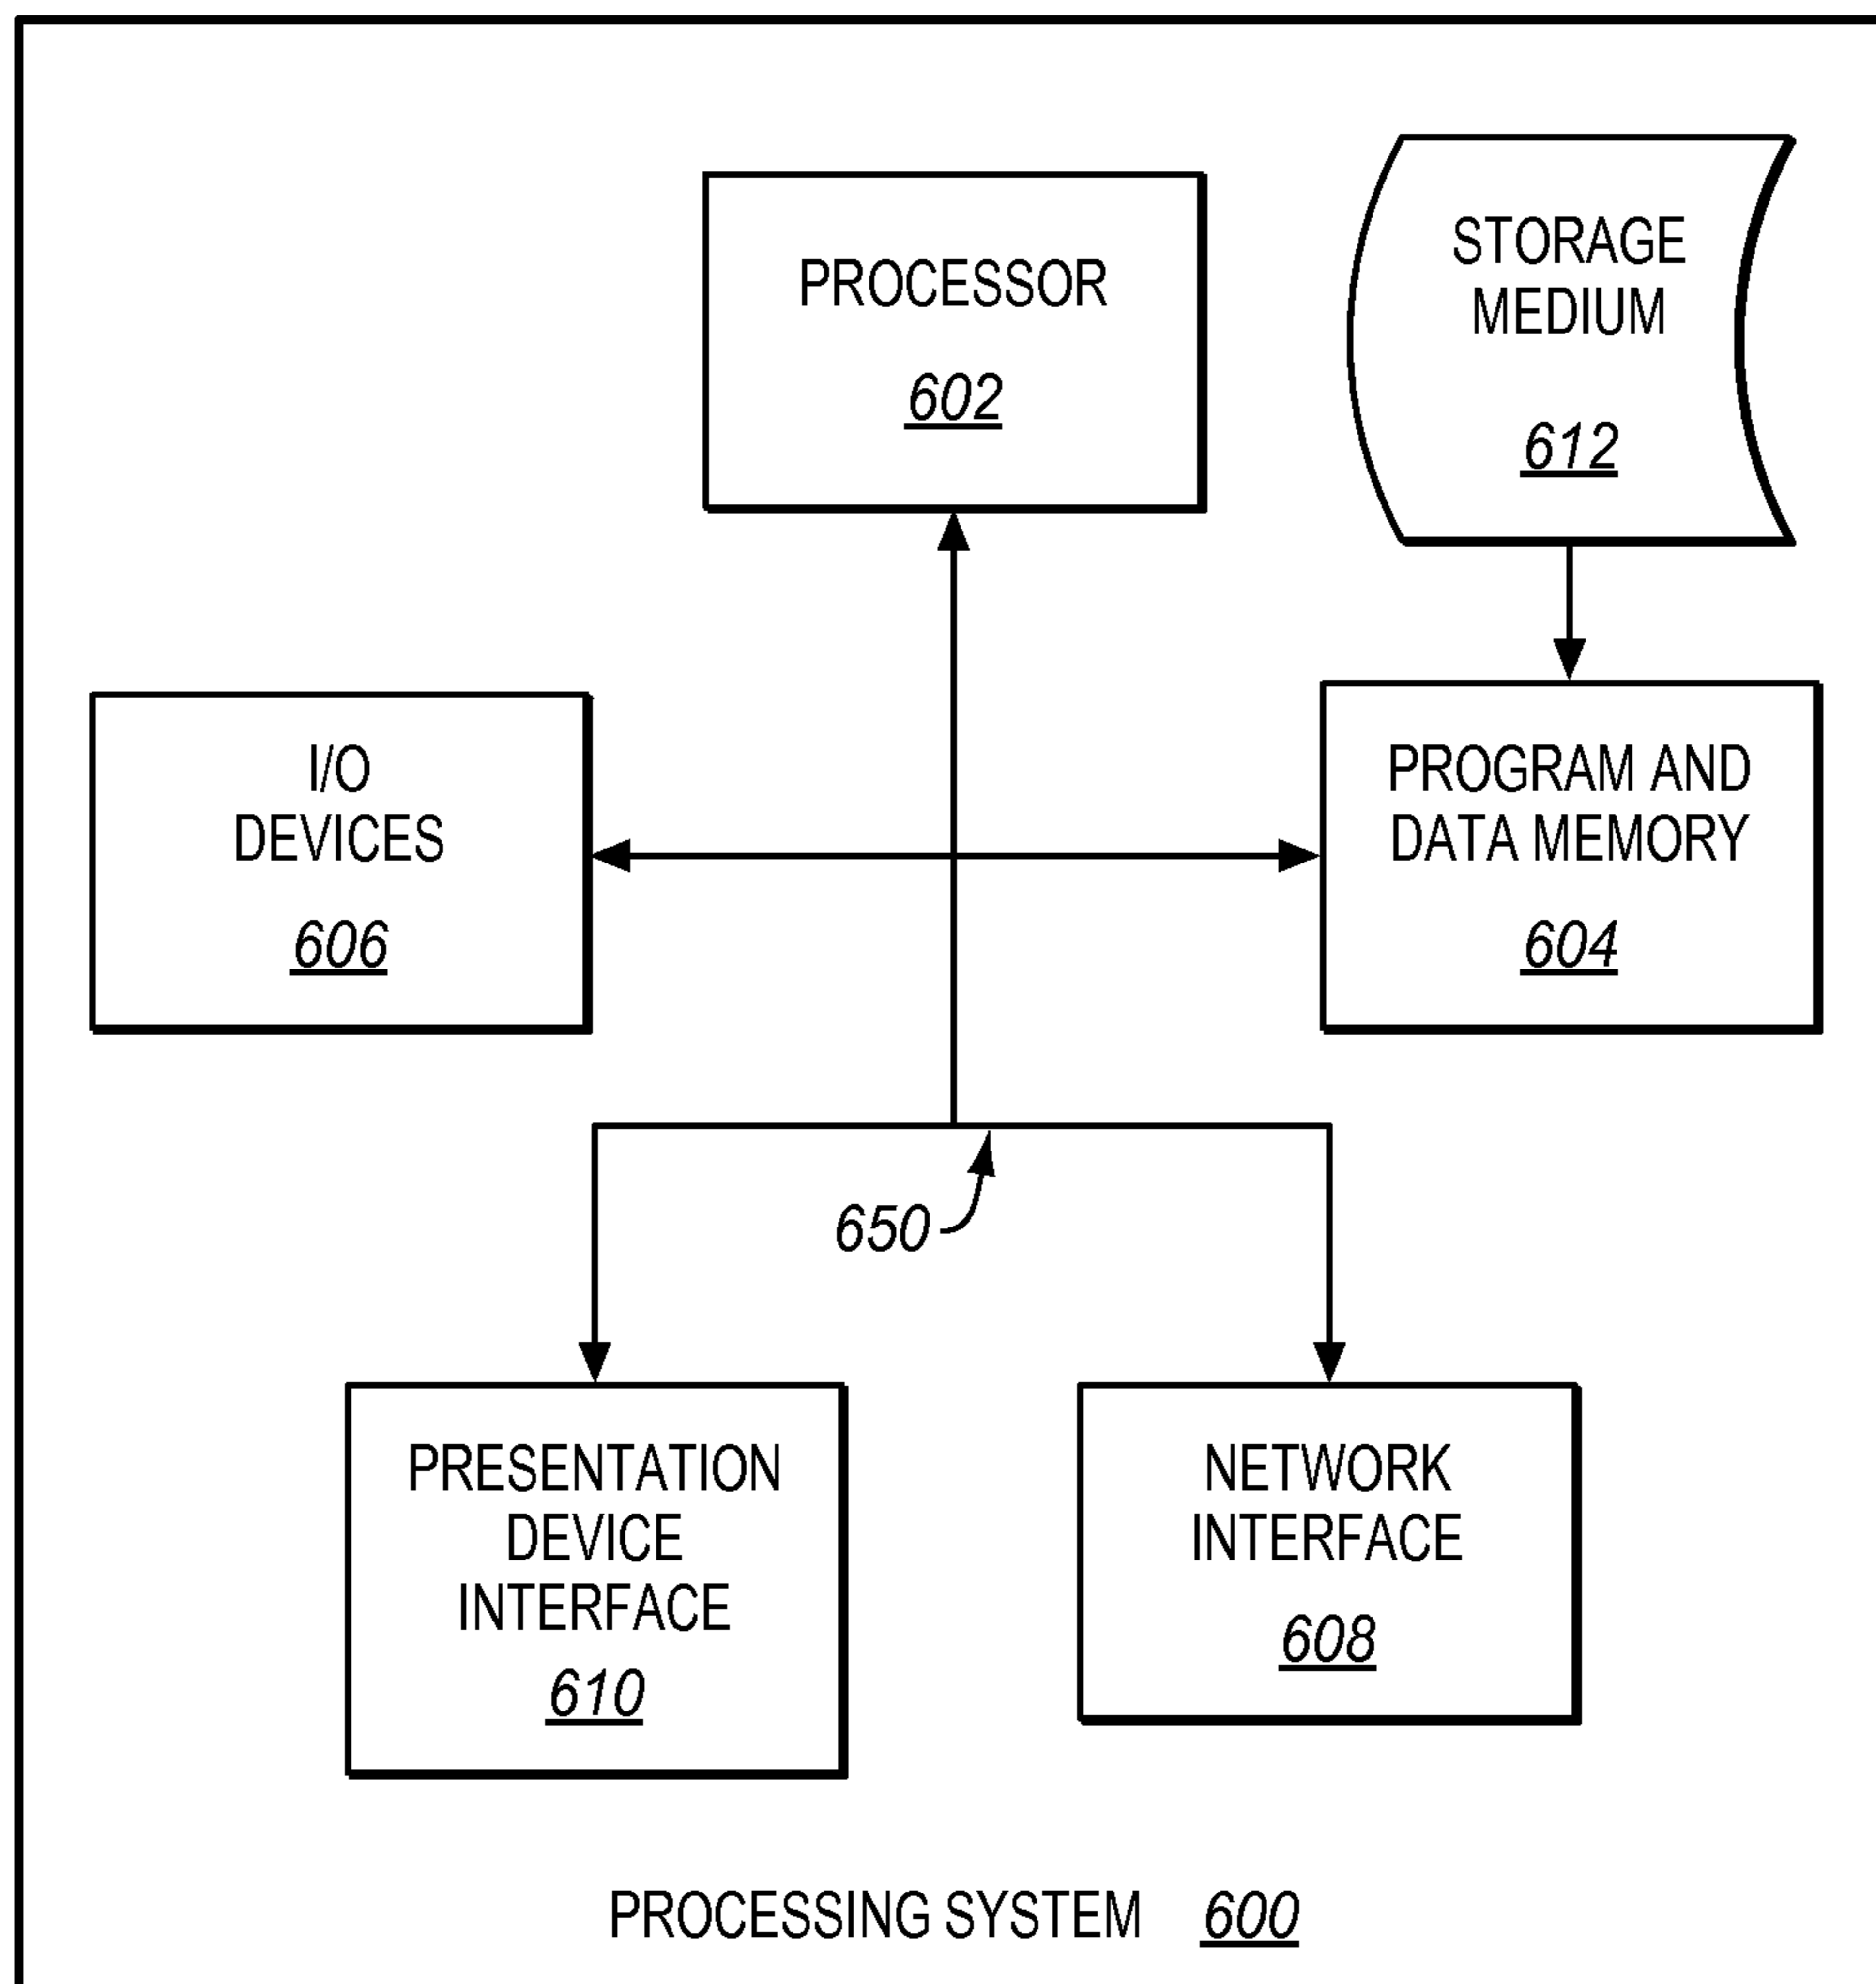 PROCESSOR
602
STORAGE
MEDIUM
612
I/O
DEVICES
606
PROGRAM AND
DATA MEMORY
604
650
PRESENTATION
DEVICE
INTERFACE
610
NETWORK
INTERFACE
608
PROCESSING SYSTEM 600